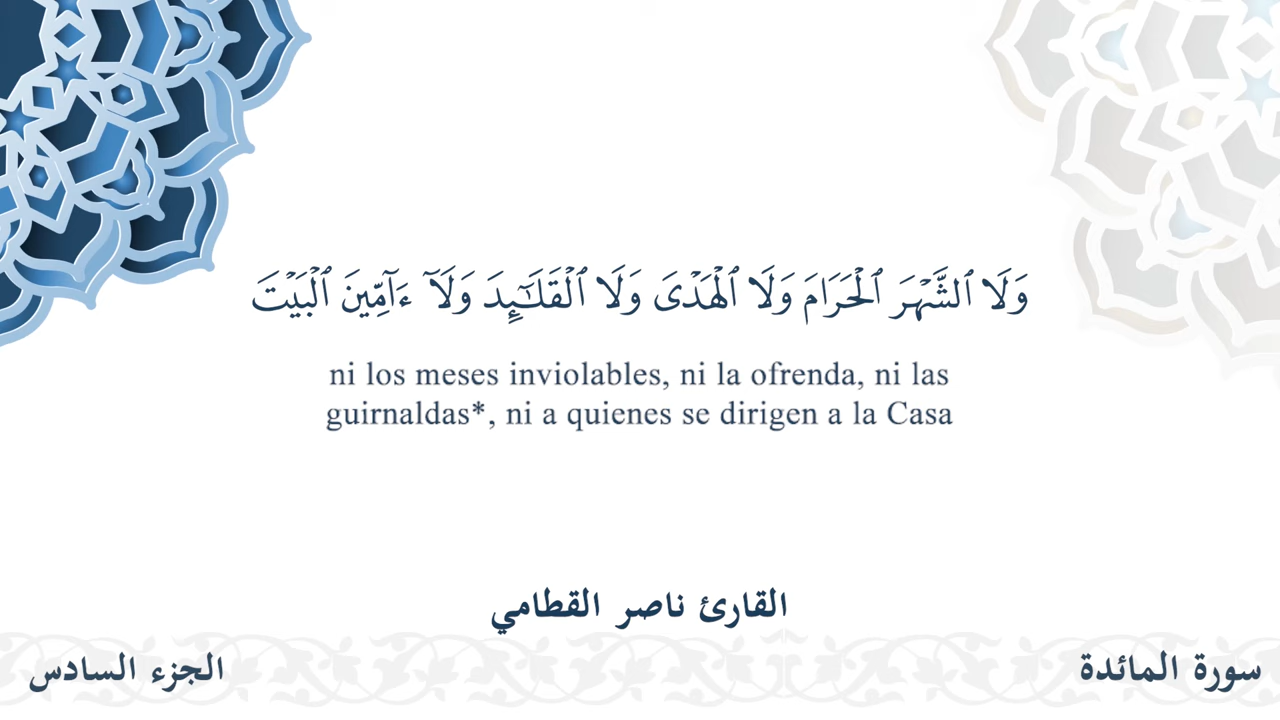 وَلَا ٱلشَّهْرَ ٱلْحَرَامَ وَلَا ٱلْهَدْىَ وَلَا ٱلْقَلَـٰٓئِدَ وَلَآ ءَآمِّينَ ٱلْبَيْتَ
ni los meses inviolables, ni la ofrenda, ni las
guirnaldas*, ni a quienes se dirigen a la Casa
القارئ ناصر القطامي
سورة المائدة
الجزء السادس